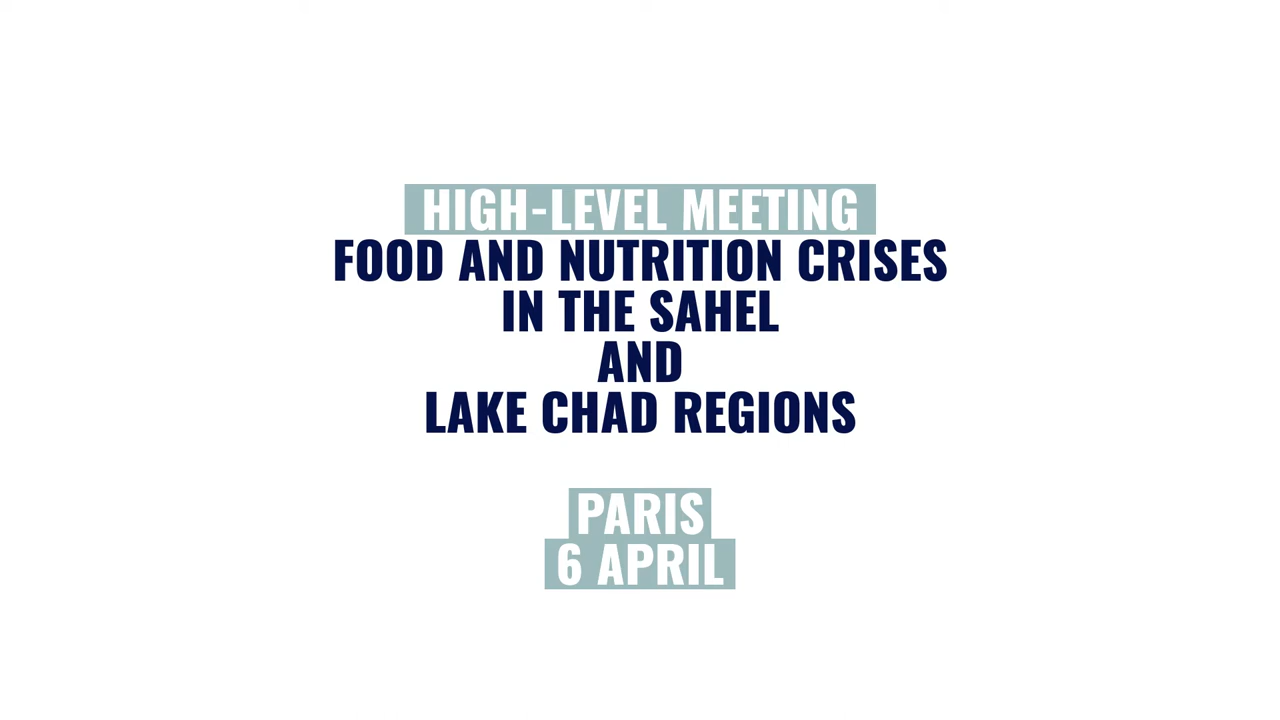 HIGH-LEVEL MEETING
FOOD AND NUTRITION CRISES
IN THE SAHEL
AND
LAKE CHAD REGIONS
PARIS
6 APRIL